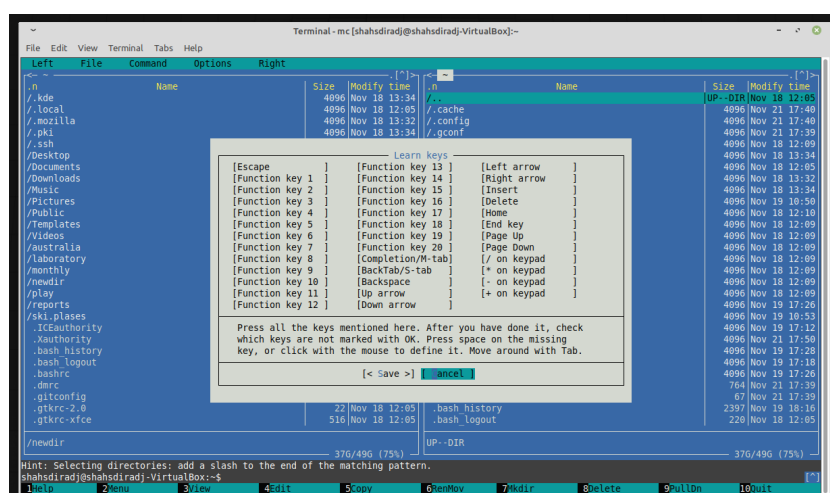 Terminal - mc [shahsdiradj@shahsdiradj-VirtualBox]:~
File Edit View Terminal Tabs Help
Left File Command Options Right
<- ~ .[^]> <- ~ .[^]>
.n Name Size Modify time .n Name Size Modify time
/.kde 4096 Nov 18 13:34 /.. UP--DIR Nov 18 12:05
/.local 4096 Nov 18 12:05 /.cache 4096 Nov 21 17:40
/.mozilla 4096 Nov 18 13:32 /.config 4096 Nov 21 17:40
/.pki 4096 Nov 18 13:34 /.gconf 4096 Nov 21 17:39
/.ssh 4096 Nov 18 12:09
/Desktop Learn keys 4096 Nov 18 13:34
/Documents [Escape ] [Function key 13 ] [Left arrow ] 4096 Nov 18 12:05
/Downloads [Function key 1 ] [Function key 14 ] [Right arrow ] 4096 Nov 18 13:32
/Music [Function key 2 ] [Function key 15 ] [Insert ] 4096 Nov 18 13:34
/Pictures [Function key 3 ] [Function key 16 ] [Delete ] 4096 Nov 19 10:50
/Public [Function key 4 ] [Function key 17 ] [Home ] 4096 Nov 18 12:10
/Templates [Function key 5 ] [Function key 18 ] [End key ] 4096 Nov 18 12:09
/Videos [Function key 6 ] [Function key 19 ] [Page Up ] 4096 Nov 18 12:09
/australia [Function key 7 ] [Function key 20 ] [Page Down ] 4096 Nov 18 12:09
/laboratory [Function key 8 ] [Completion/M-tab] [/ on keypad ] 4096 Nov 18 12:09
/monthly [Function key 9 ] [BackTab/S-tab ] [* on keypad ] 4096 Nov 18 12:09
/newdir [Function key 10 ] [Backspace ] [- on keypad ] 4096 Nov 18 12:09
/play [Function key 11 ] [Up arrow ] [+ on keypad ] 4096 Nov 18 12:09
/reports [Function key 12 ] [Down arrow ] 4096 Nov 19 17:26
/ski.plases 4096 Nov 19 10:53
.ICEauthority Press all the keys mentioned here. After you have done it, check 4096 Nov 19 17:12
.Xauthority which keys are not marked with OK. Press space on the missing 4096 Nov 21 17:50
.bash_history key, or click with the mouse to define it. Move around with Tab. 4096 Nov 19 17:28
.bash_logout 4096 Nov 19 17:18
.bashrc [< Save >] [ Cancel ] 4096 Nov 19 17:26
.dmrc 764 Nov 21 17:39
.gitconfig 67 Nov 21 17:39
.gtkrc-2.0 22 Nov 18 12:05 .bash_history 2397 Nov 19 18:16
.gtkrc-xfce 516 Nov 18 12:05 .bash_logout 220 Nov 18 12:05
/newdir UP--DIR
37G/49G (75%) 37G/49G (75%)
Hint: Selecting directories: add a slash to the end of the matching pattern.
shahsdiradj@shahsdiradj-VirtualBox:~$ [^]
1Help 2Menu 3View 4Edit 5Copy 6RenMov 7Mkdir 8Delete 9PullDn 10Quit